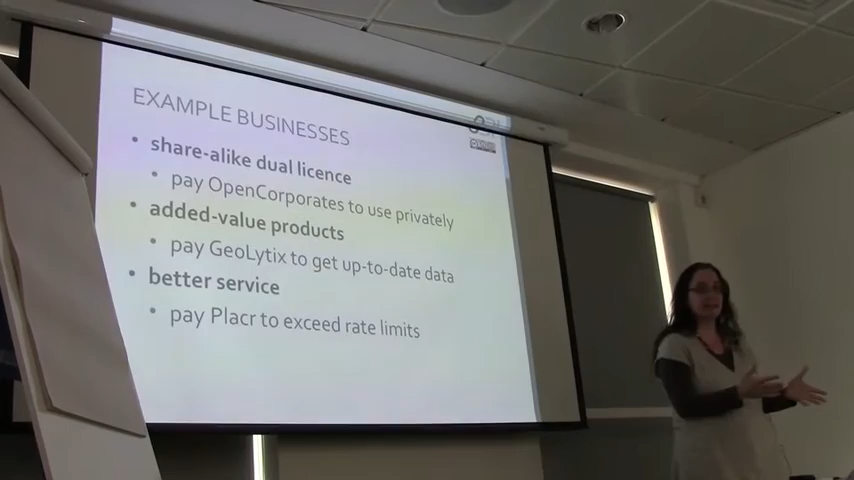 EXAMPLE BUSINESSES
• share-alike dual licence
• pay OpenCorporates to use privately
• added-value products
• pay GeoLytix to get up-to-date data
• better service
• pay Placr to exceed rate limits